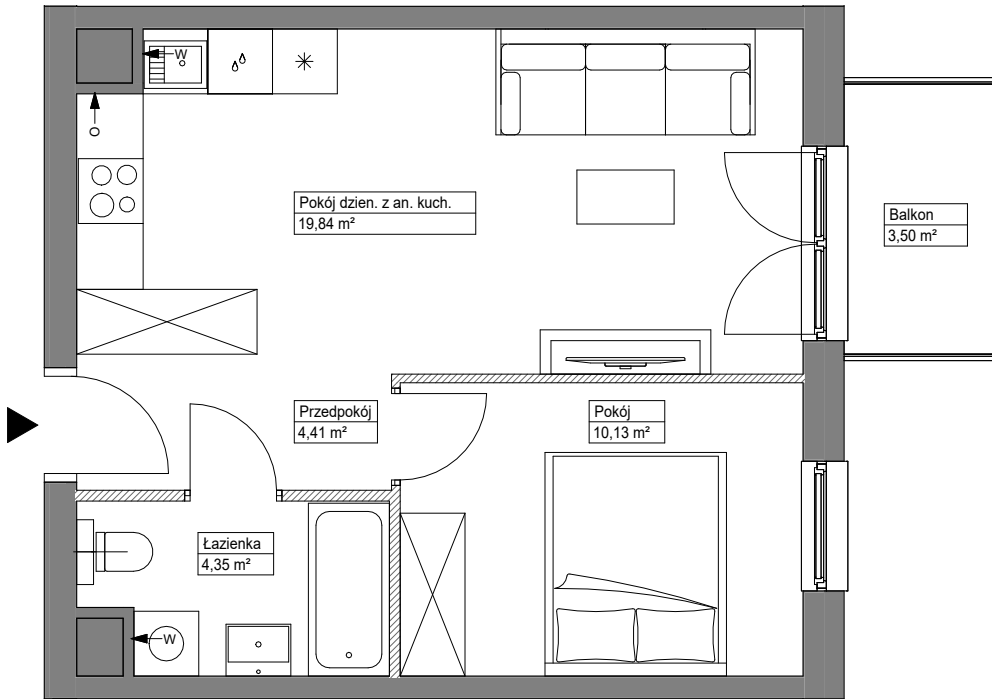 W
O
Pokój dzien. z an. kuch.
19,84 m²
Balkon
3,50 m²
Przedpokój
4,41 m²
Pokój
10,13 m²
Łazienka
4,35 m²
W